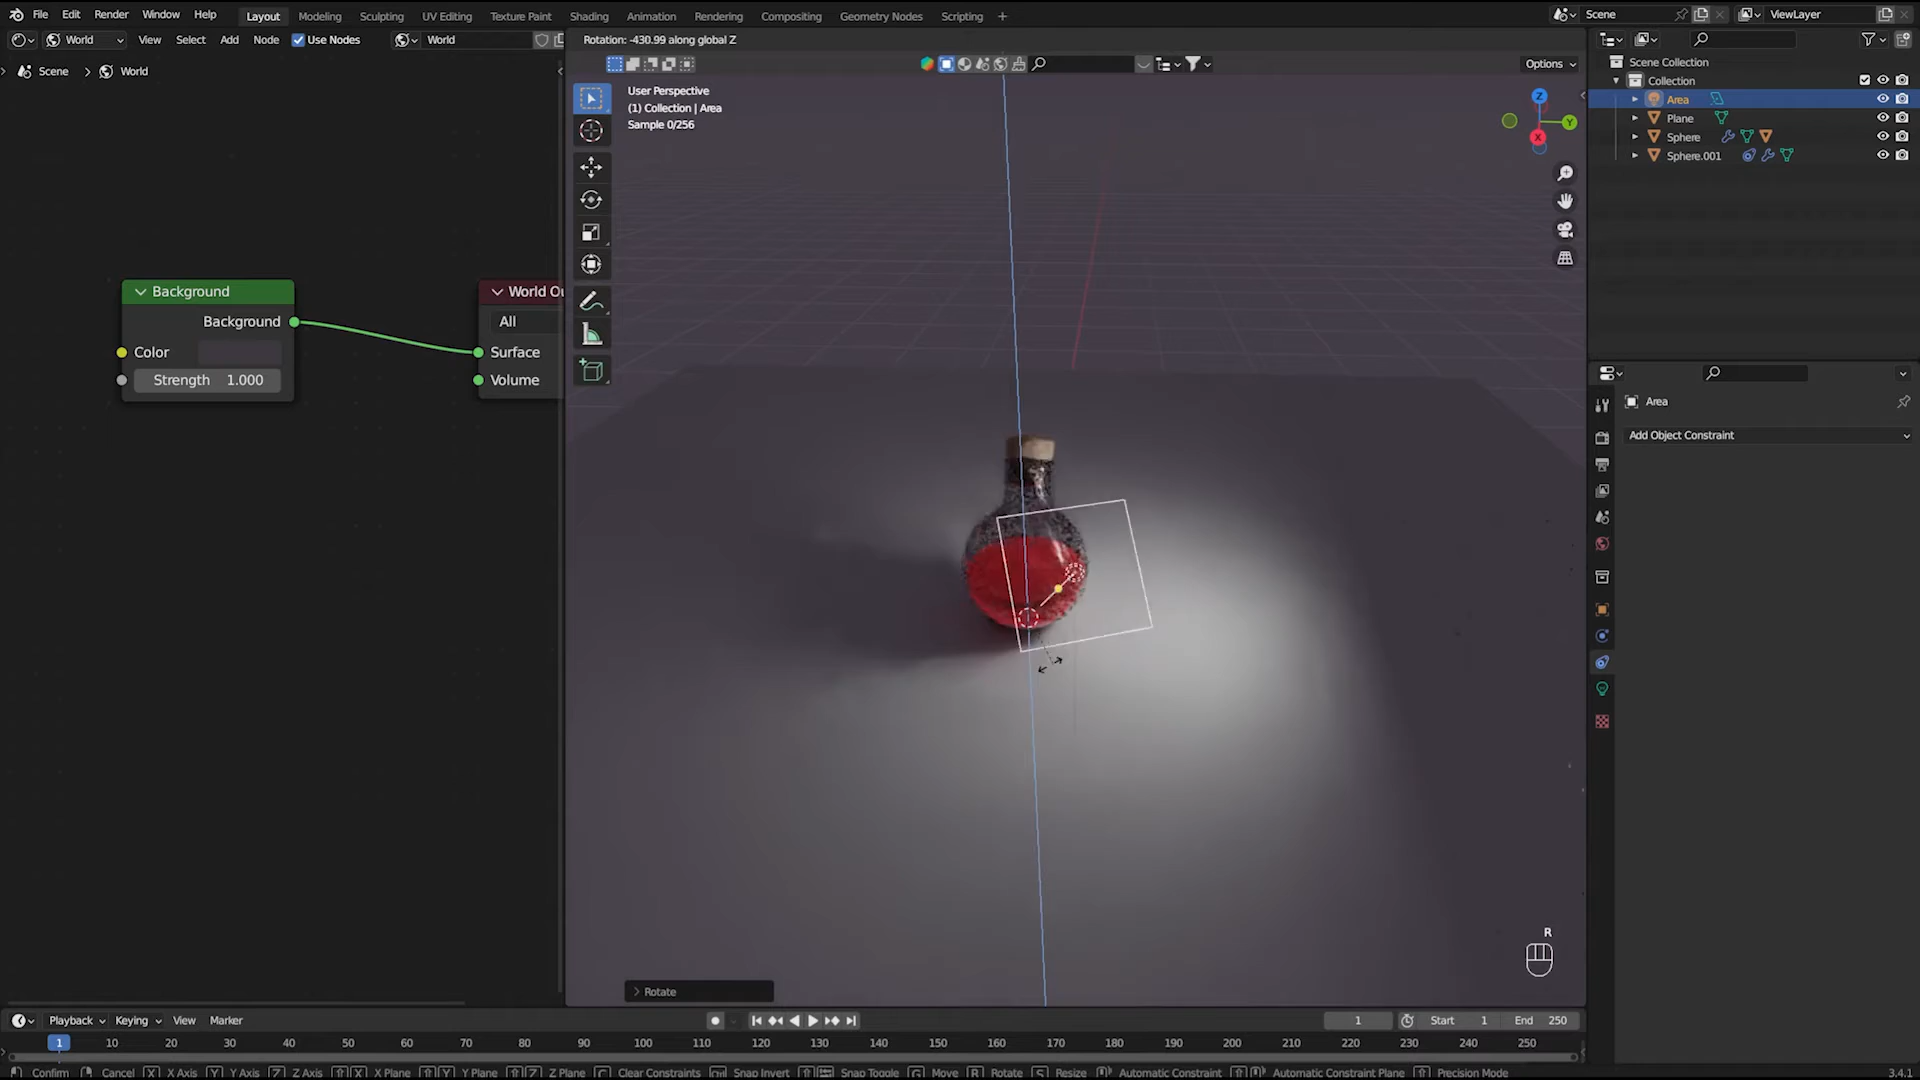 File Edit Render Window Help Layout Modeling Sculpting UV Editing Texture Paint Shading Animation Rendering Compositing Geometry Nodes Scripting + Scene ViewLayer
World View Select Add Node Use Nodes World Rotation: -430.99 along global Z
Scene > World
Options
User Perspective
(1) Collection | Area
Sample 0/256
Scene Collection
Collection
Area
Plane
Sphere
Sphere.001
Z
Y
X
Background
Background
Color
Strength 1.000
World Ou
All
Surface
Volume
Area
Add Object Constraint
R
Rotate
Playback Keying View Marker 1 Start 1 End 250
1 10 20 30 40 50 60 70 80 90 100 110 120 130 140 150 160 170 180 190 200 210 220 230 240 250
Confirm Cancel X X Axis Y Y Axis Z Z Axis X X Plane Y Y Plane Z Z Plane C Clear Constraints Snap Invert Snap Toggle G Move R Rotate S Resize Automatic Constraint Automatic Constraint Plane Precision Mode 3.4.1